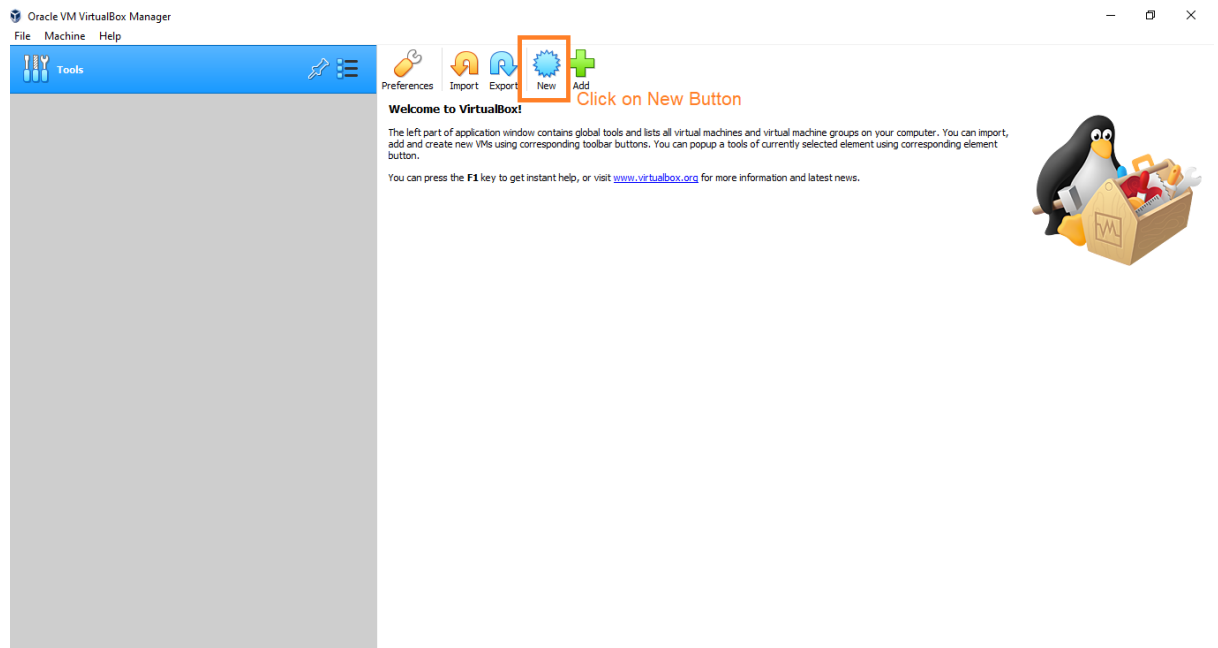 Oracle VM VirtualBox Manager
File Machine Help
Tools
Preferences Import Export New Add
Click on New Button
Welcome to VirtualBox!
The left part of application window contains global tools and lists all virtual machines and virtual machine groups on your computer. You can import,
add and create new VMs using corresponding toolbar buttons. You can popup a tools of currently selected element using corresponding element
button.
You can press the F1 key to get instant help, or visit www.virtualbox.org for more information and latest news.